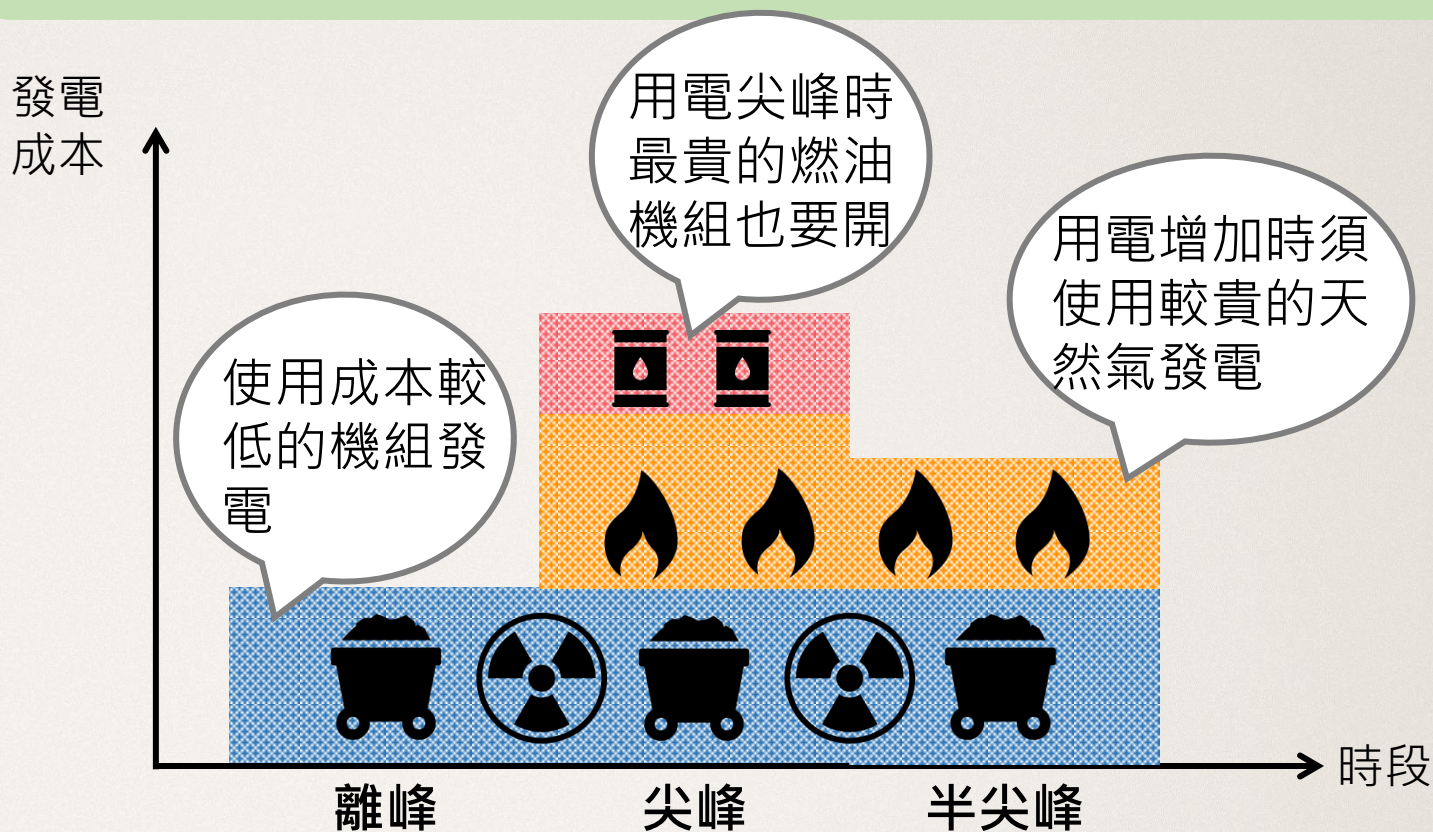 發電
成本
用電尖峰時
最貴的燃油
機組也要開
用電增加時須
使用較貴的天
然氣發電
使用成本較
低的機組發
電
時段
離峰
尖峰
半尖峰